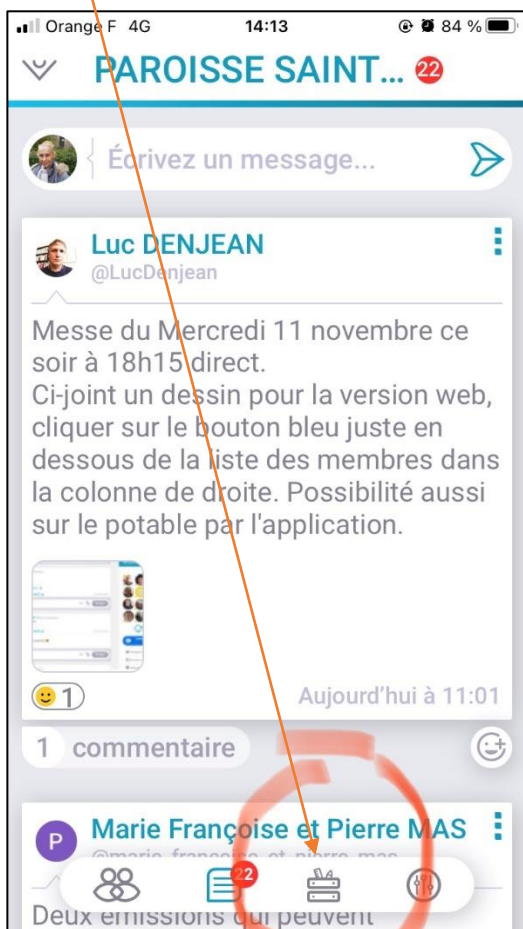 Orange F 4G 14:13 84 %
PAROISSE SAINT... 22
Écrivez un message...
Luc DENJEAN
@LucDenjean
Messe du Mercredi 11 novembre ce
soir à 18h15 direct.
Ci-joint un dessin pour la version web,
cliquer sur le bouton bleu juste en
dessous de la liste des membres dans
la colonne de droite. Possibilité aussi
sur le potable par l'application.
1
Aujourd'hui à 11:01
1 commentaire
P
Marie Françoise et Pierre MAS
@marie_francoise_et_pierre_mas
22
Deux émissions qui peuvent